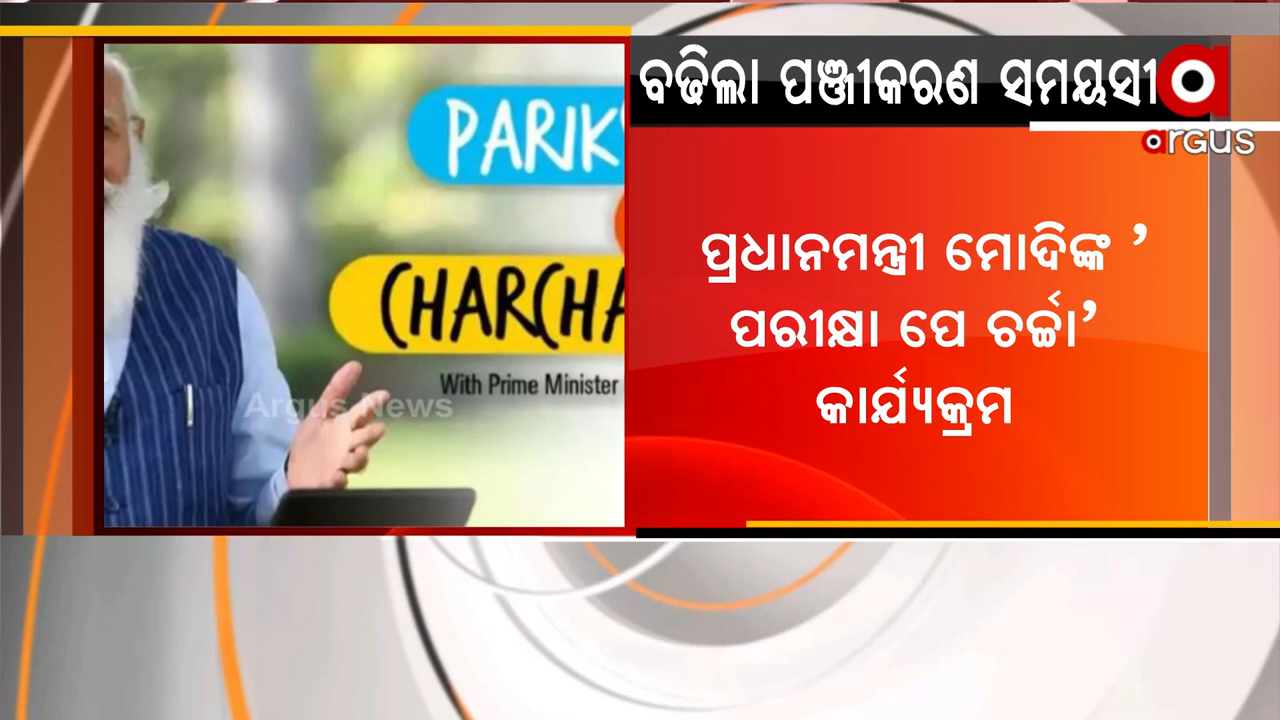 PARIK
CHARCHA
With Prime Minister
Argus News
ବଢିଲା ପଞ୍ଜୀକରଣ ସମୟସୀ
argus
ପ୍ରଧାନମନ୍ତ୍ରୀ ମୋଦିଙ୍କ ’
ପରୀକ୍ଷା ପେ ଚର୍ଚ୍ଚା’
କାର୍ଯ୍ୟକ୍ରମ